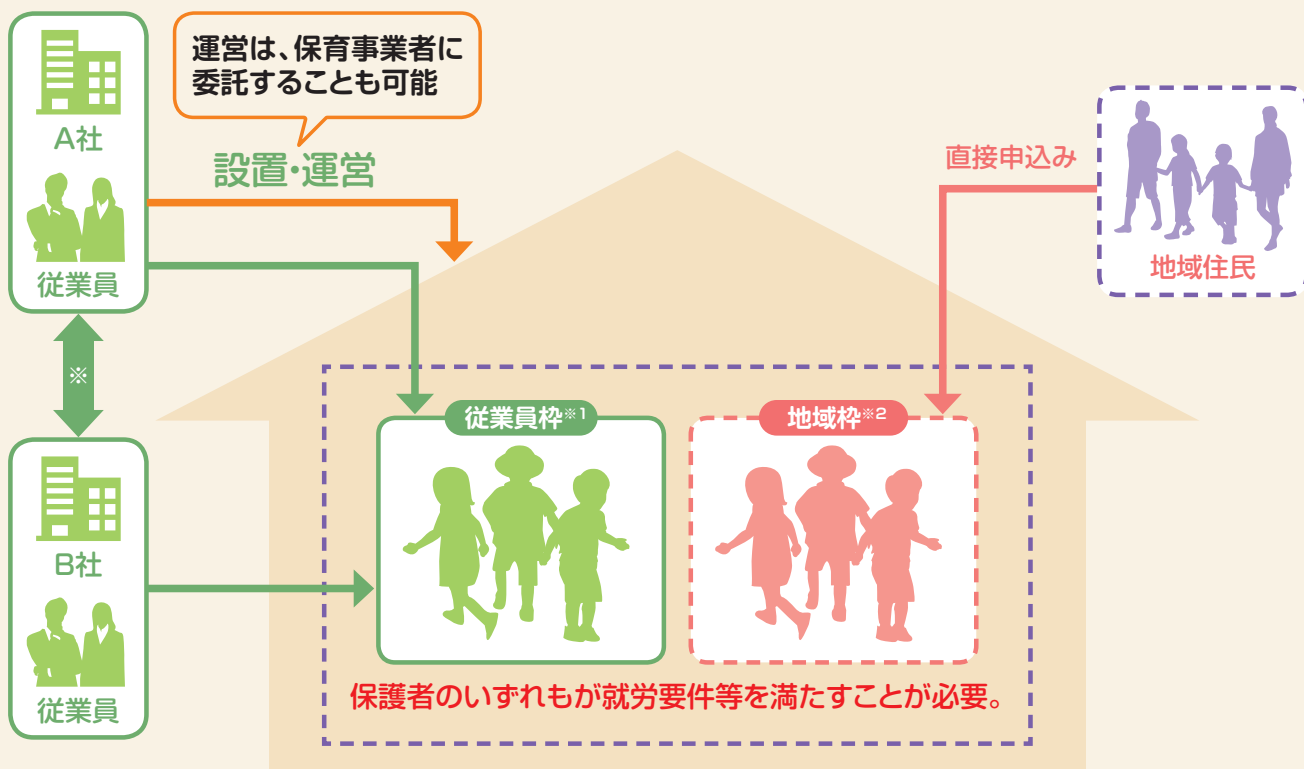 運営は、保育事業者に
委託することも可能
A社
従業員
設置・運営
直接申込み
地域住民
※
従業員枠※1
地域枠※2
B社
従業員
保護者のいずれもが就労要件等を満たすことが必要。